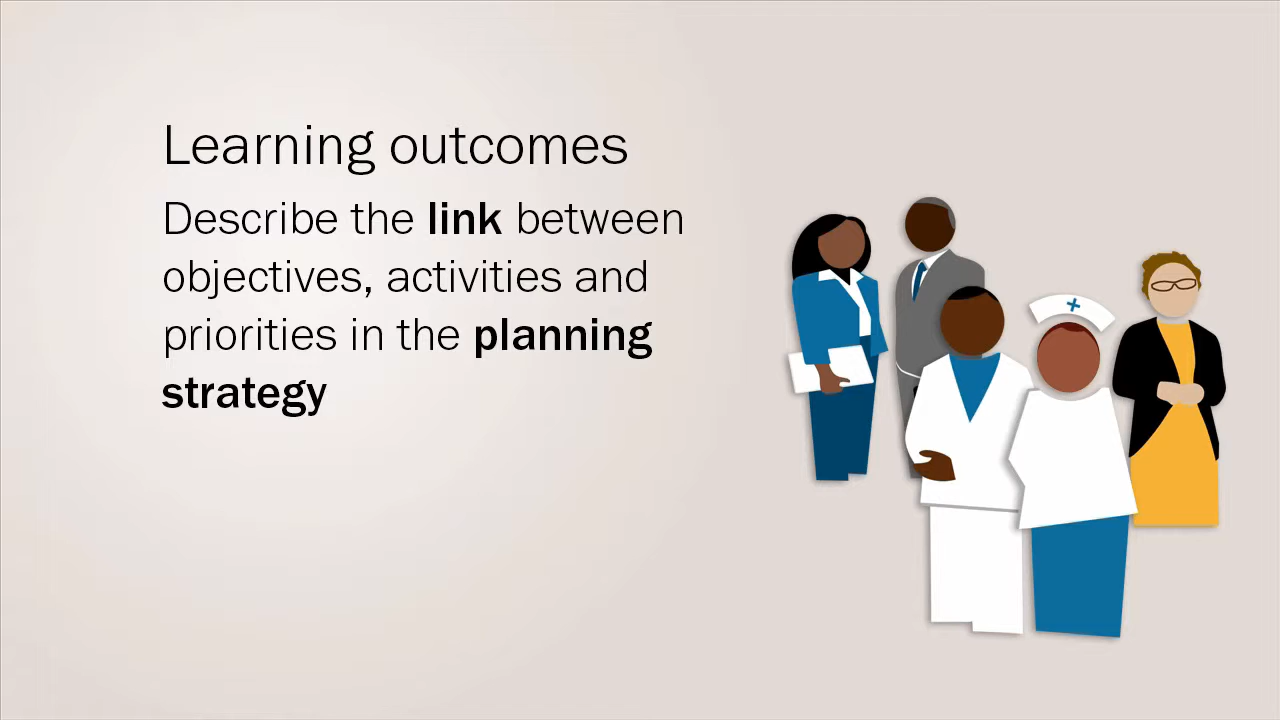 Learning outcomes
Describe the link between
objectives, activities and
priorities in the planning
strategy